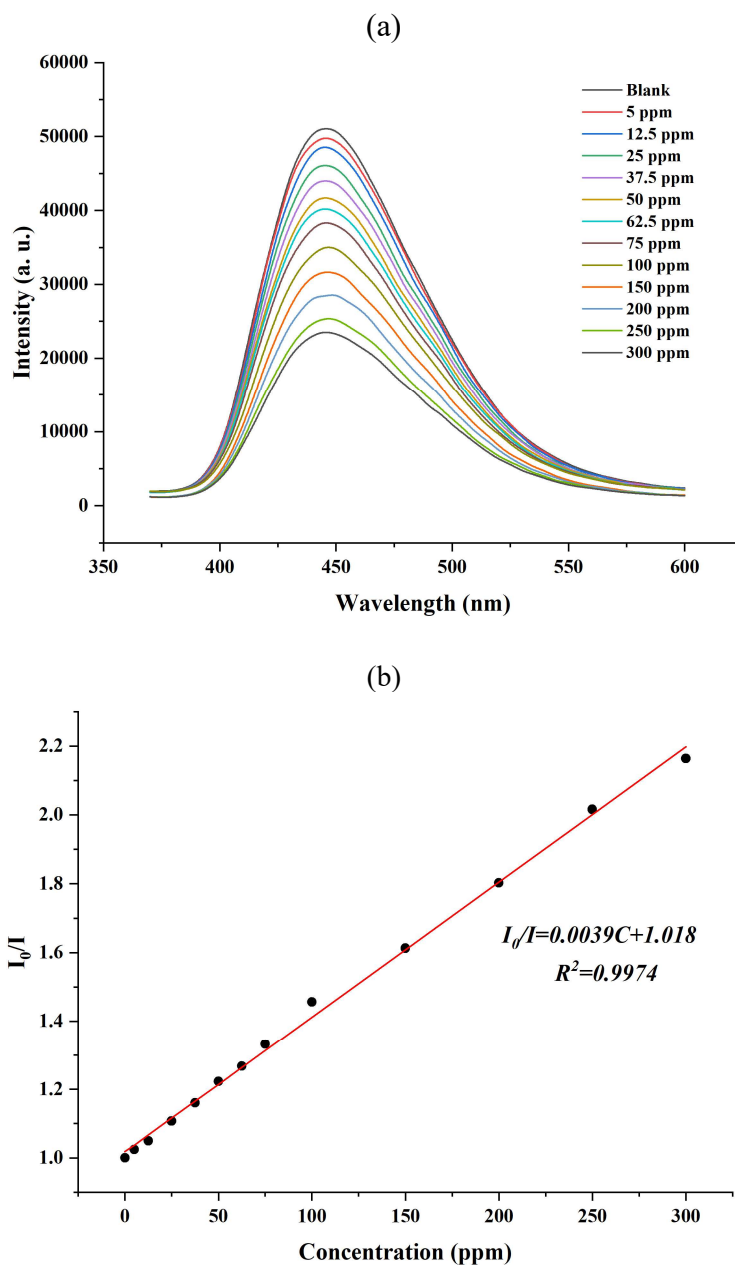 (a)
60000
50000
40000
30000
20000
10000
0
Intensity (a. u.)
Blank
5 ppm
12.5 ppm
25 ppm
37.5 ppm
50 ppm
62.5 ppm
75 ppm
100 ppm
150 ppm
200 ppm
250 ppm
300 ppm
350 400 450 500 550 600
Wavelength (nm)
(b)
2.2
2.0
1.8
1.6
1.4
1.2
1.0
I₀/I
I₀/I=0.0039C+1.018
R²=0.9974
0 50 100 150 200 250 300
Concentration (ppm)